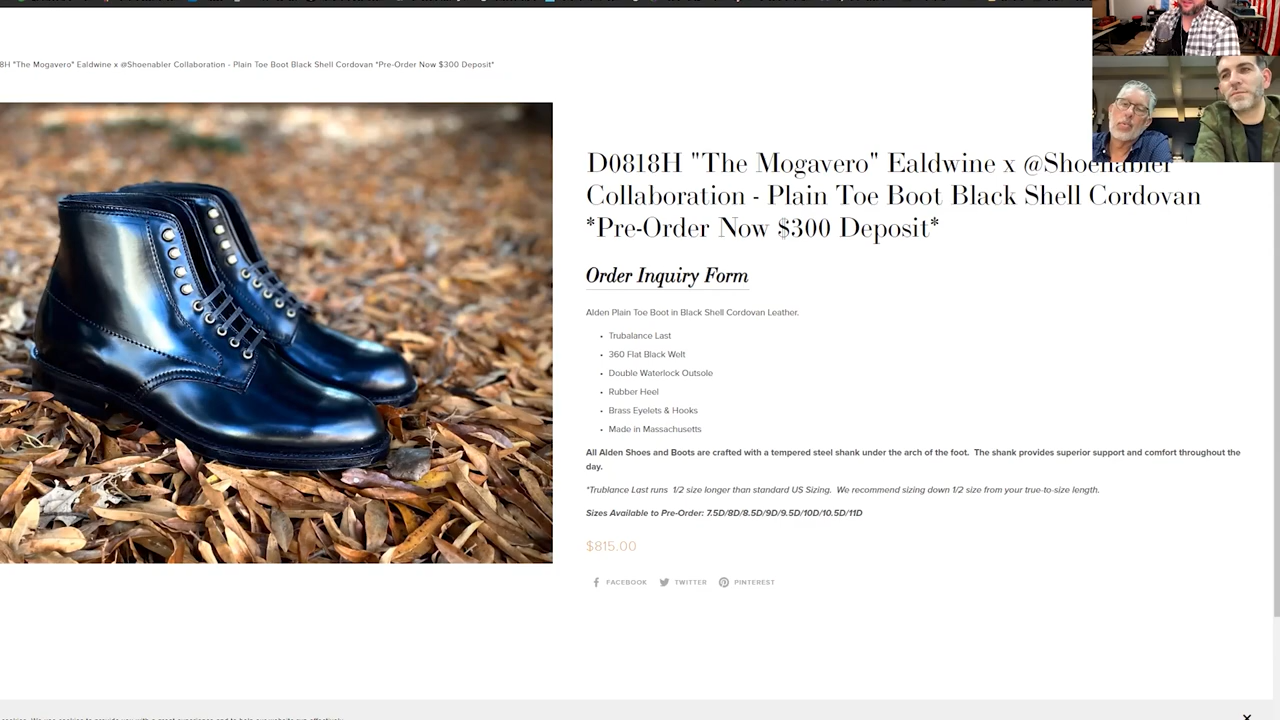 8H "The Mogavero" Ealdwine x @Shoenabler Collaboration - Plain Toe Boot Black Shell Cordovan *Pre-Order Now $300 Deposit*
D0818H "The Mogavero" Ealdwine x @Shoenabler
Collaboration - Plain Toe Boot Black Shell Cordovan
*Pre-Order Now $300 Deposit*
Order Inquiry Form
Alden Plain Toe Boot in Black Shell Cordovan Leather.
• Trubalance Last
• 360 Flat Black Welt
• Double Waterlock Outsole
• Rubber Heel
• Brass Eyelets & Hooks
• Made in Massachusetts
All Alden Shoes and Boots are crafted with a tempered steel shank under the arch of the foot. The shank provides superior support and comfort throughout the
day.
*Trublance Last runs 1/2 size longer than standard US Sizing. We recommend sizing down 1/2 size from your true-to-size length.
Sizes Available to Pre-Order: 7.5D/8D/8.5D/9D/9.5D/10D/10.5D/11D
$815.00
FACEBOOK TWITTER PINTEREST